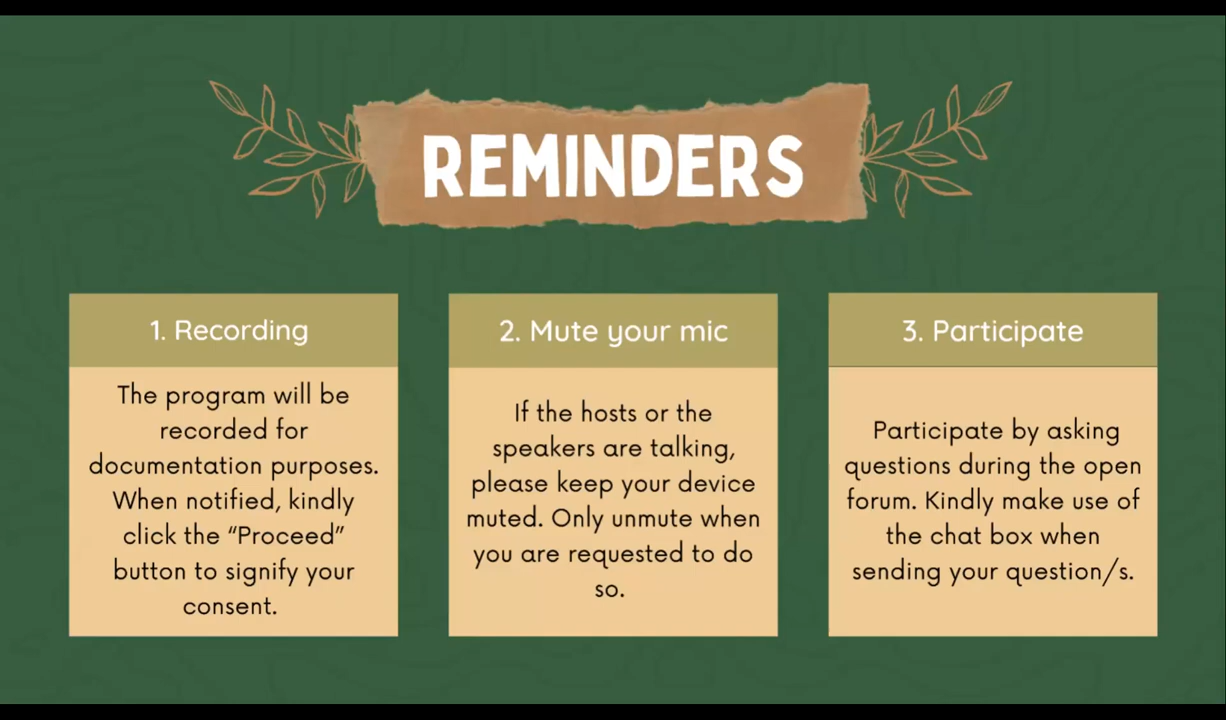 REMINDERS
1. Recording
The program will be
recorded for
documentation purposes.
When notified, kindly
click the “Proceed”
button to signify your
consent.
2. Mute your mic
If the hosts or the
speakers are talking,
please keep your device
muted. Only unmute when
you are requested to do
so.
3. Participate
Participate by asking
questions during the open
forum. Kindly make use of
the chat box when
sending your question/s.